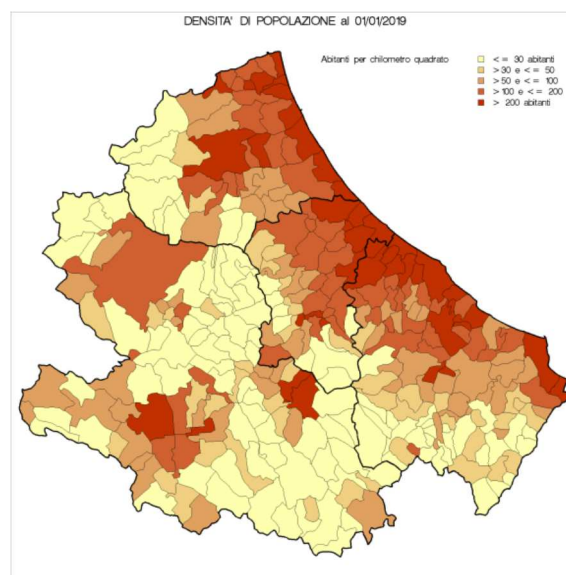 DENSITA' DI POPOLAZIONE al 01/01/2019
Abitanti per chilometro quadrato
< = 30 abitanti
>30 e < = 50
>50 e < = 100
>100 e < = 200
> 200 abitanti